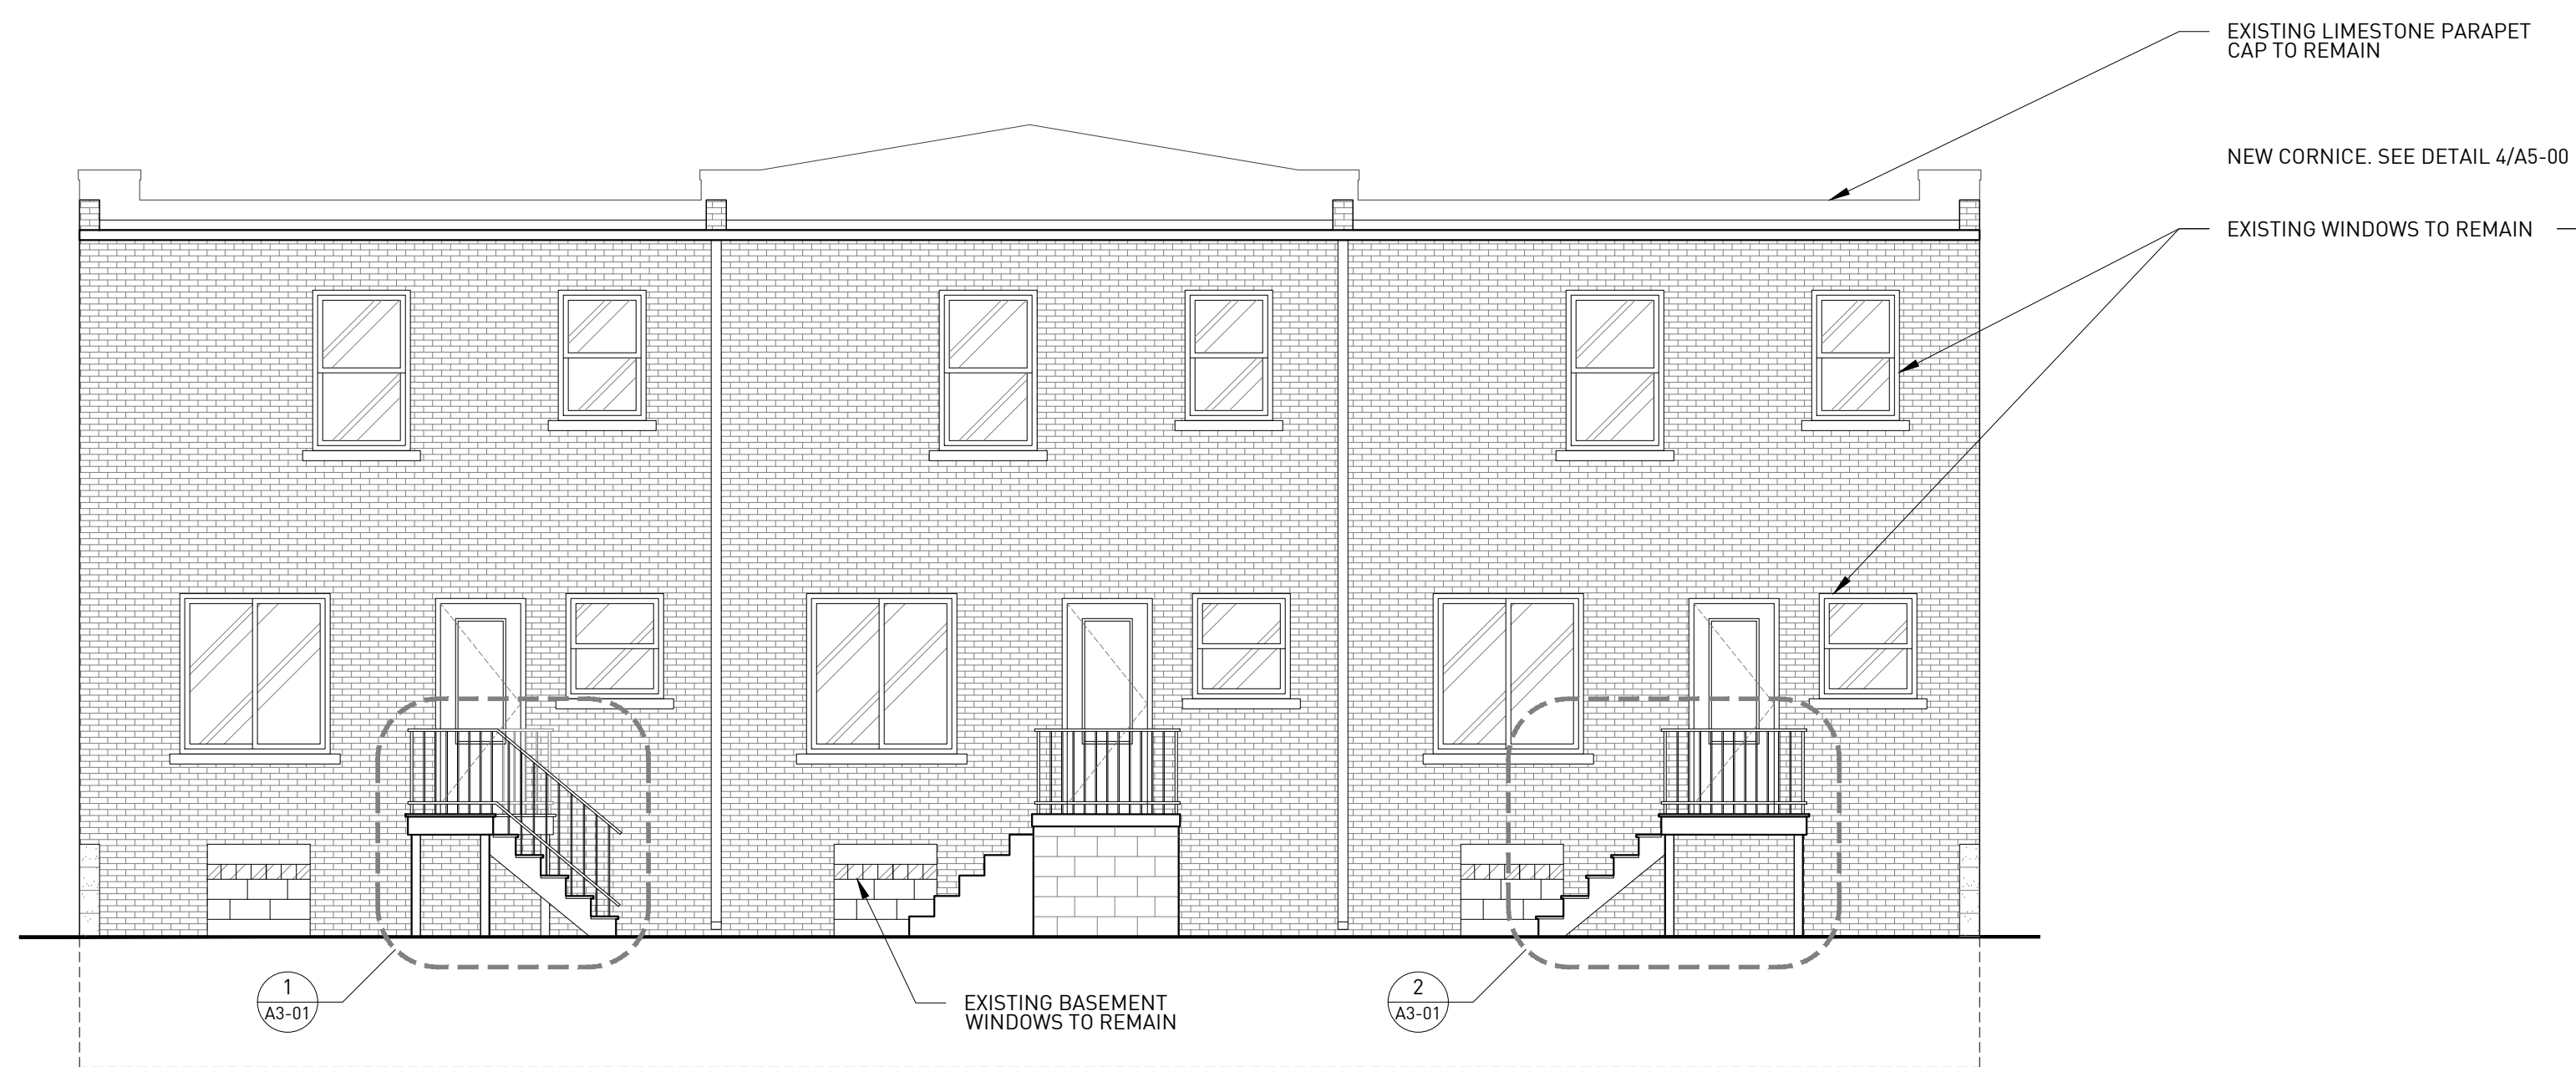 EXISTING LIMESTONE PARAPET
CAP TO REMAIN
NEW CORNICE. SEE DETAIL 4/A5-00
EXISTING WINDOWS TO REMAIN
1
A3-01
EXISTING BASEMENT
WINDOWS TO REMAIN
2
A3-01